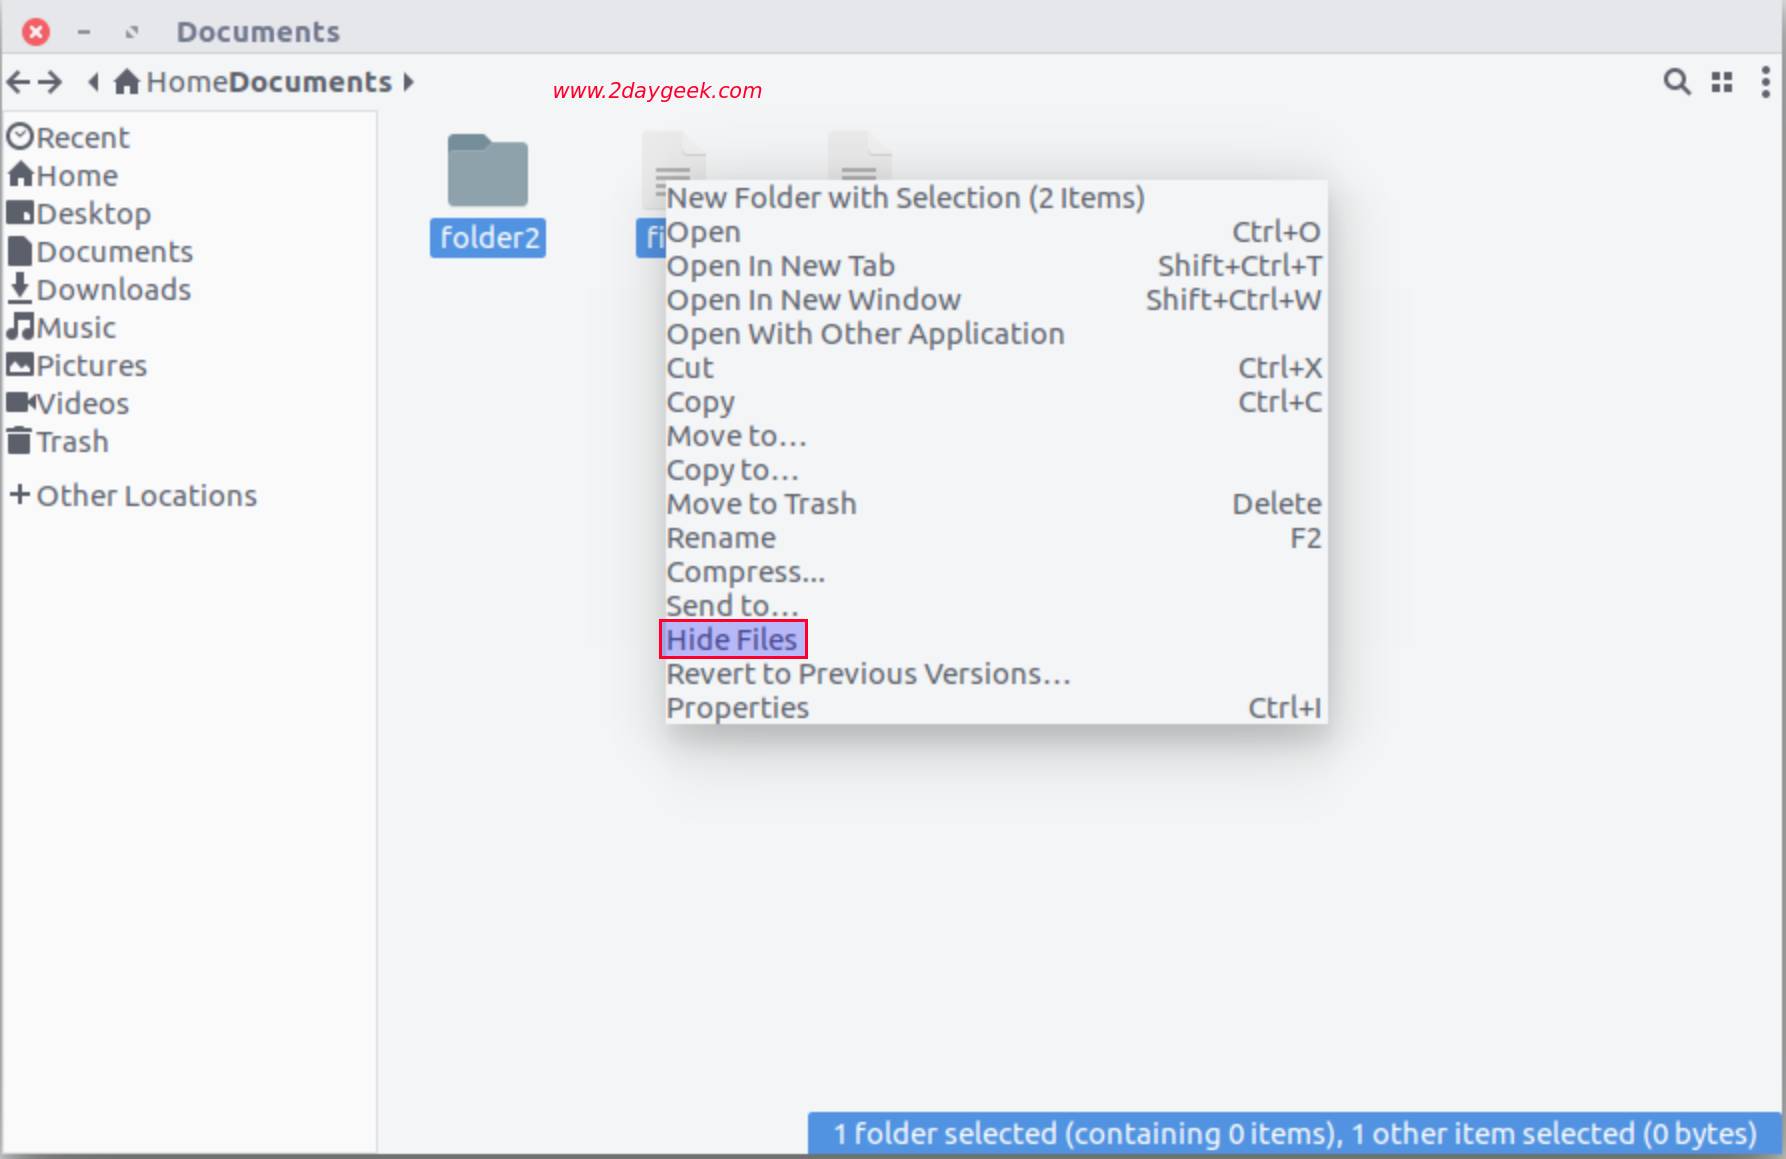 Documents
HomeDocuments
www.2daygeek.com
Recent
Home
Desktop
Documents
Downloads
Music
Pictures
Videos
Trash
Other Locations
folder2
fi
New Folder with Selection (2 Items)
Open Ctrl+O
Open In New Tab Shift+Ctrl+T
Open In New Window Shift+Ctrl+W
Open With Other Application
Cut Ctrl+X
Copy Ctrl+C
Move to…
Copy to…
Move to Trash Delete
Rename F2
Compress...
Send to…
Hide Files
Revert to Previous Versions…
Properties Ctrl+I
1 folder selected (containing 0 items), 1 other item selected (0 bytes)